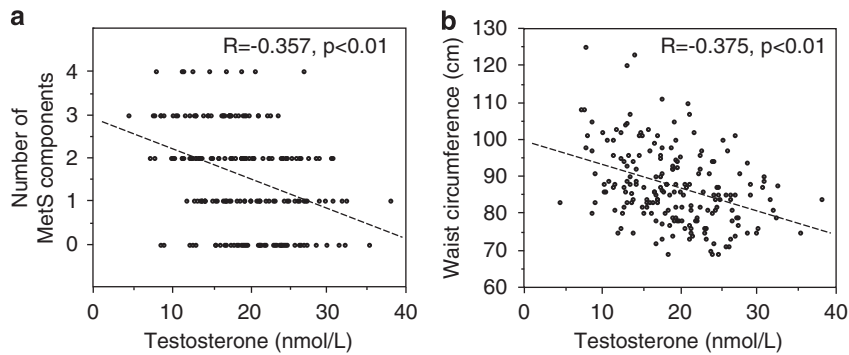 a
R=-0.357, p<0.01
Number of
MetS components
4
3
2
1
0
0 10 20 30 40
Testosterone (nmol/L)
b
R=-0.375, p<0.01
Waist circumference (cm)
130
120
110
100
90
80
70
60
0 10 20 30 40
Testosterone (nmol/L)